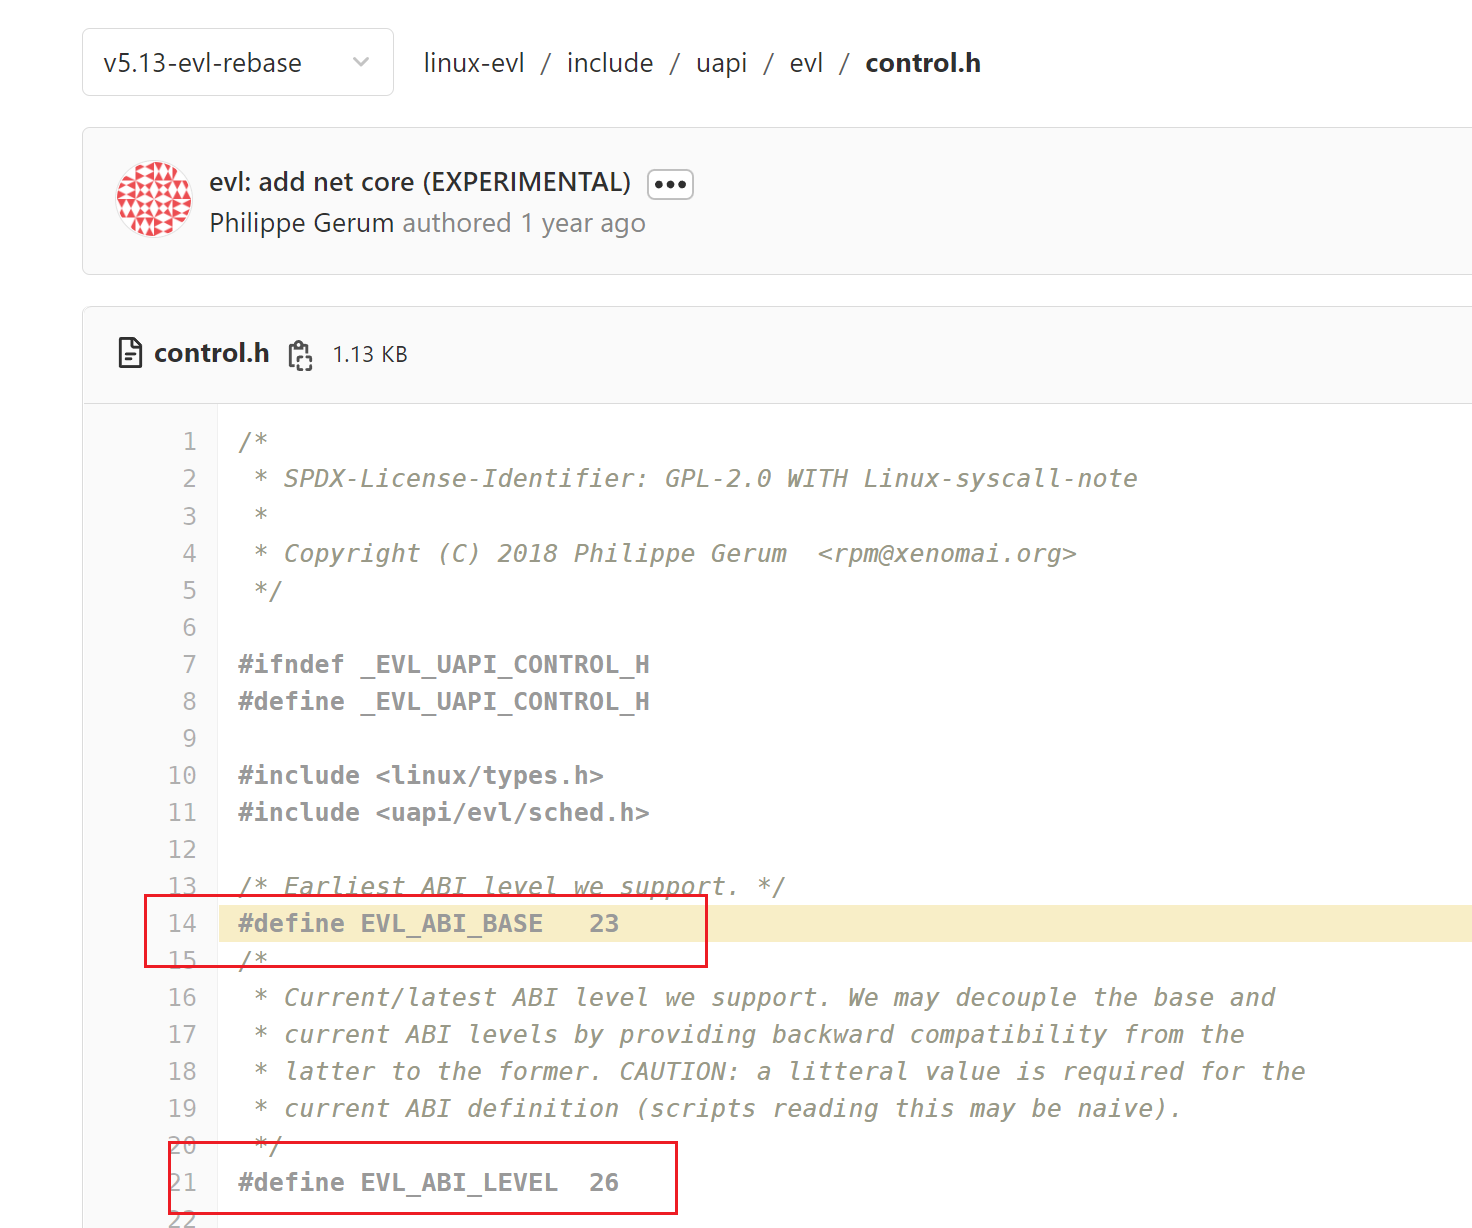 v5.13-evl-rebase
linux-evl / include / uapi / evl / control.h
evl: add net core (EXPERIMENTAL)
Philippe Gerum authored 1 year ago
control.h 1.13 KB
1 /*
2  * SPDX-License-Identifier: GPL-2.0 WITH Linux-syscall-note
3  *
4  * Copyright (C) 2018 Philippe Gerum  <rpm@xenomai.org>
5  */
6
7 #ifndef _EVL_UAPI_CONTROL_H
8 #define _EVL_UAPI_CONTROL_H
9
10 #include <linux/types.h>
11 #include <uapi/evl/sched.h>
12
13 /* Earliest ABI level we support. */
14 #define EVL_ABI_BASE   23
15 /*
16  * Current/latest ABI level we support. We may decouple the base and
17  * current ABI levels by providing backward compatibility from the
18  * latter to the former. CAUTION: a litteral value is required for the
19  * current ABI definition (scripts reading this may be naive).
20  */
21 #define EVL_ABI_LEVEL  26
22